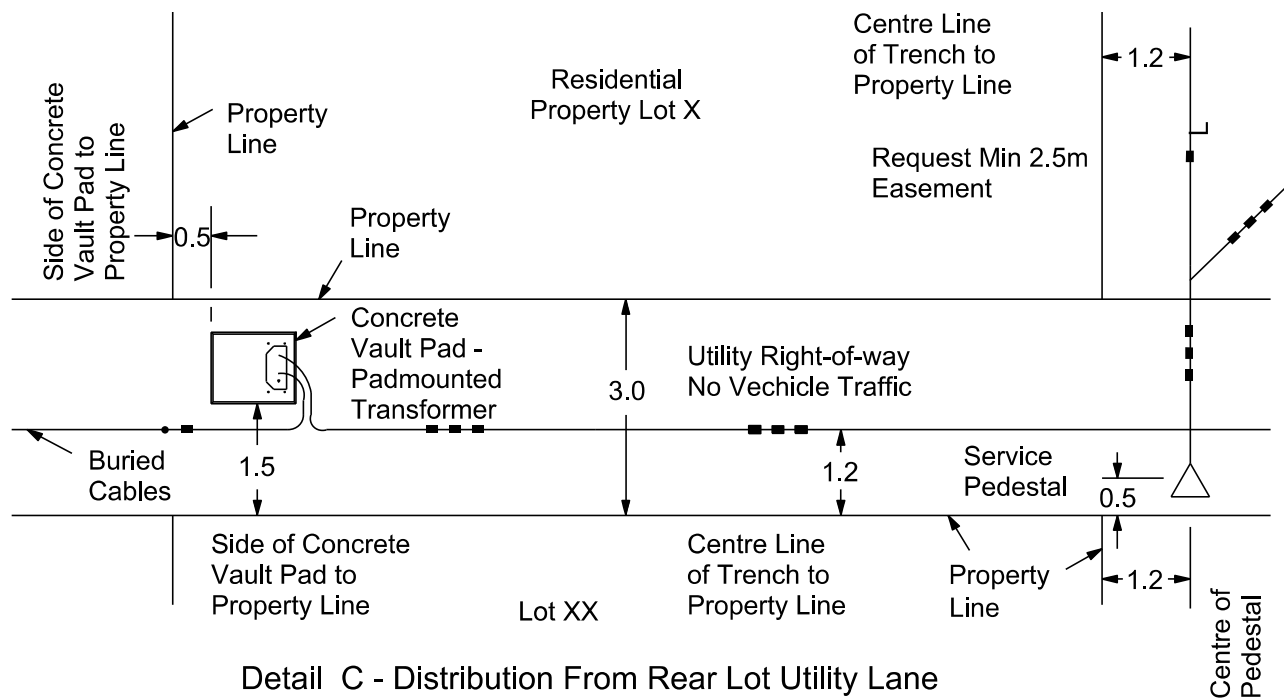 Side of Concrete
Vault Pad to
Property Line
Property
Line
0.5
Residential
Property Lot X
Centre Line
of Trench to
Property Line
1.2
Request Min 2.5m
Easement
L
Property
Line
Concrete
Vault Pad -
Padmounted
Transformer
3.0
Utility Right-of-way
No Vechicle Traffic
Buried
Cables
1.5
1.2
Service
Pedestal
0.5
Side of Concrete
Vault Pad to
Property Line
Lot XX
Centre Line
of Trench to
Property Line
Property
Line
1.2
Centre of
Pedestal
Detail C - Distribution From Rear Lot Utility Lane